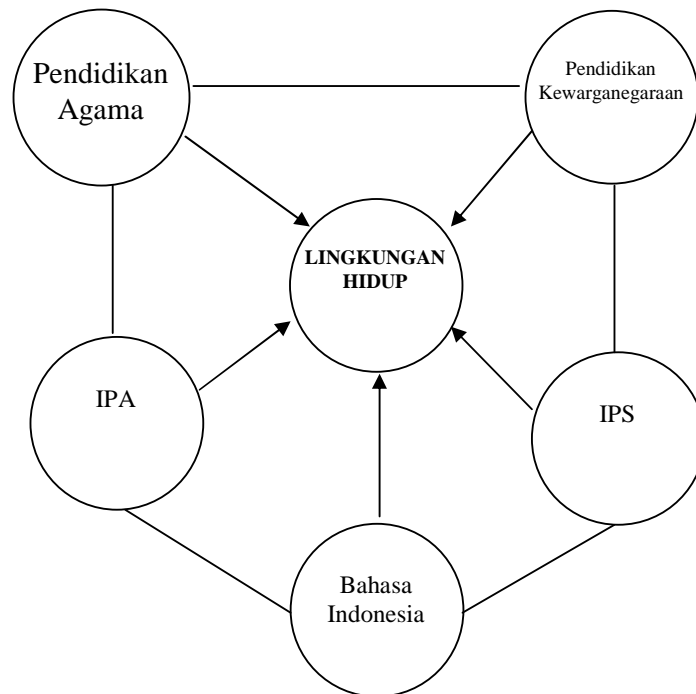 Pendidikan
Agama
Pendidikan
Kewarganegaraan
LINGKUNGAN
HIDUP
IPA
IPS
Bahasa
Indonesia